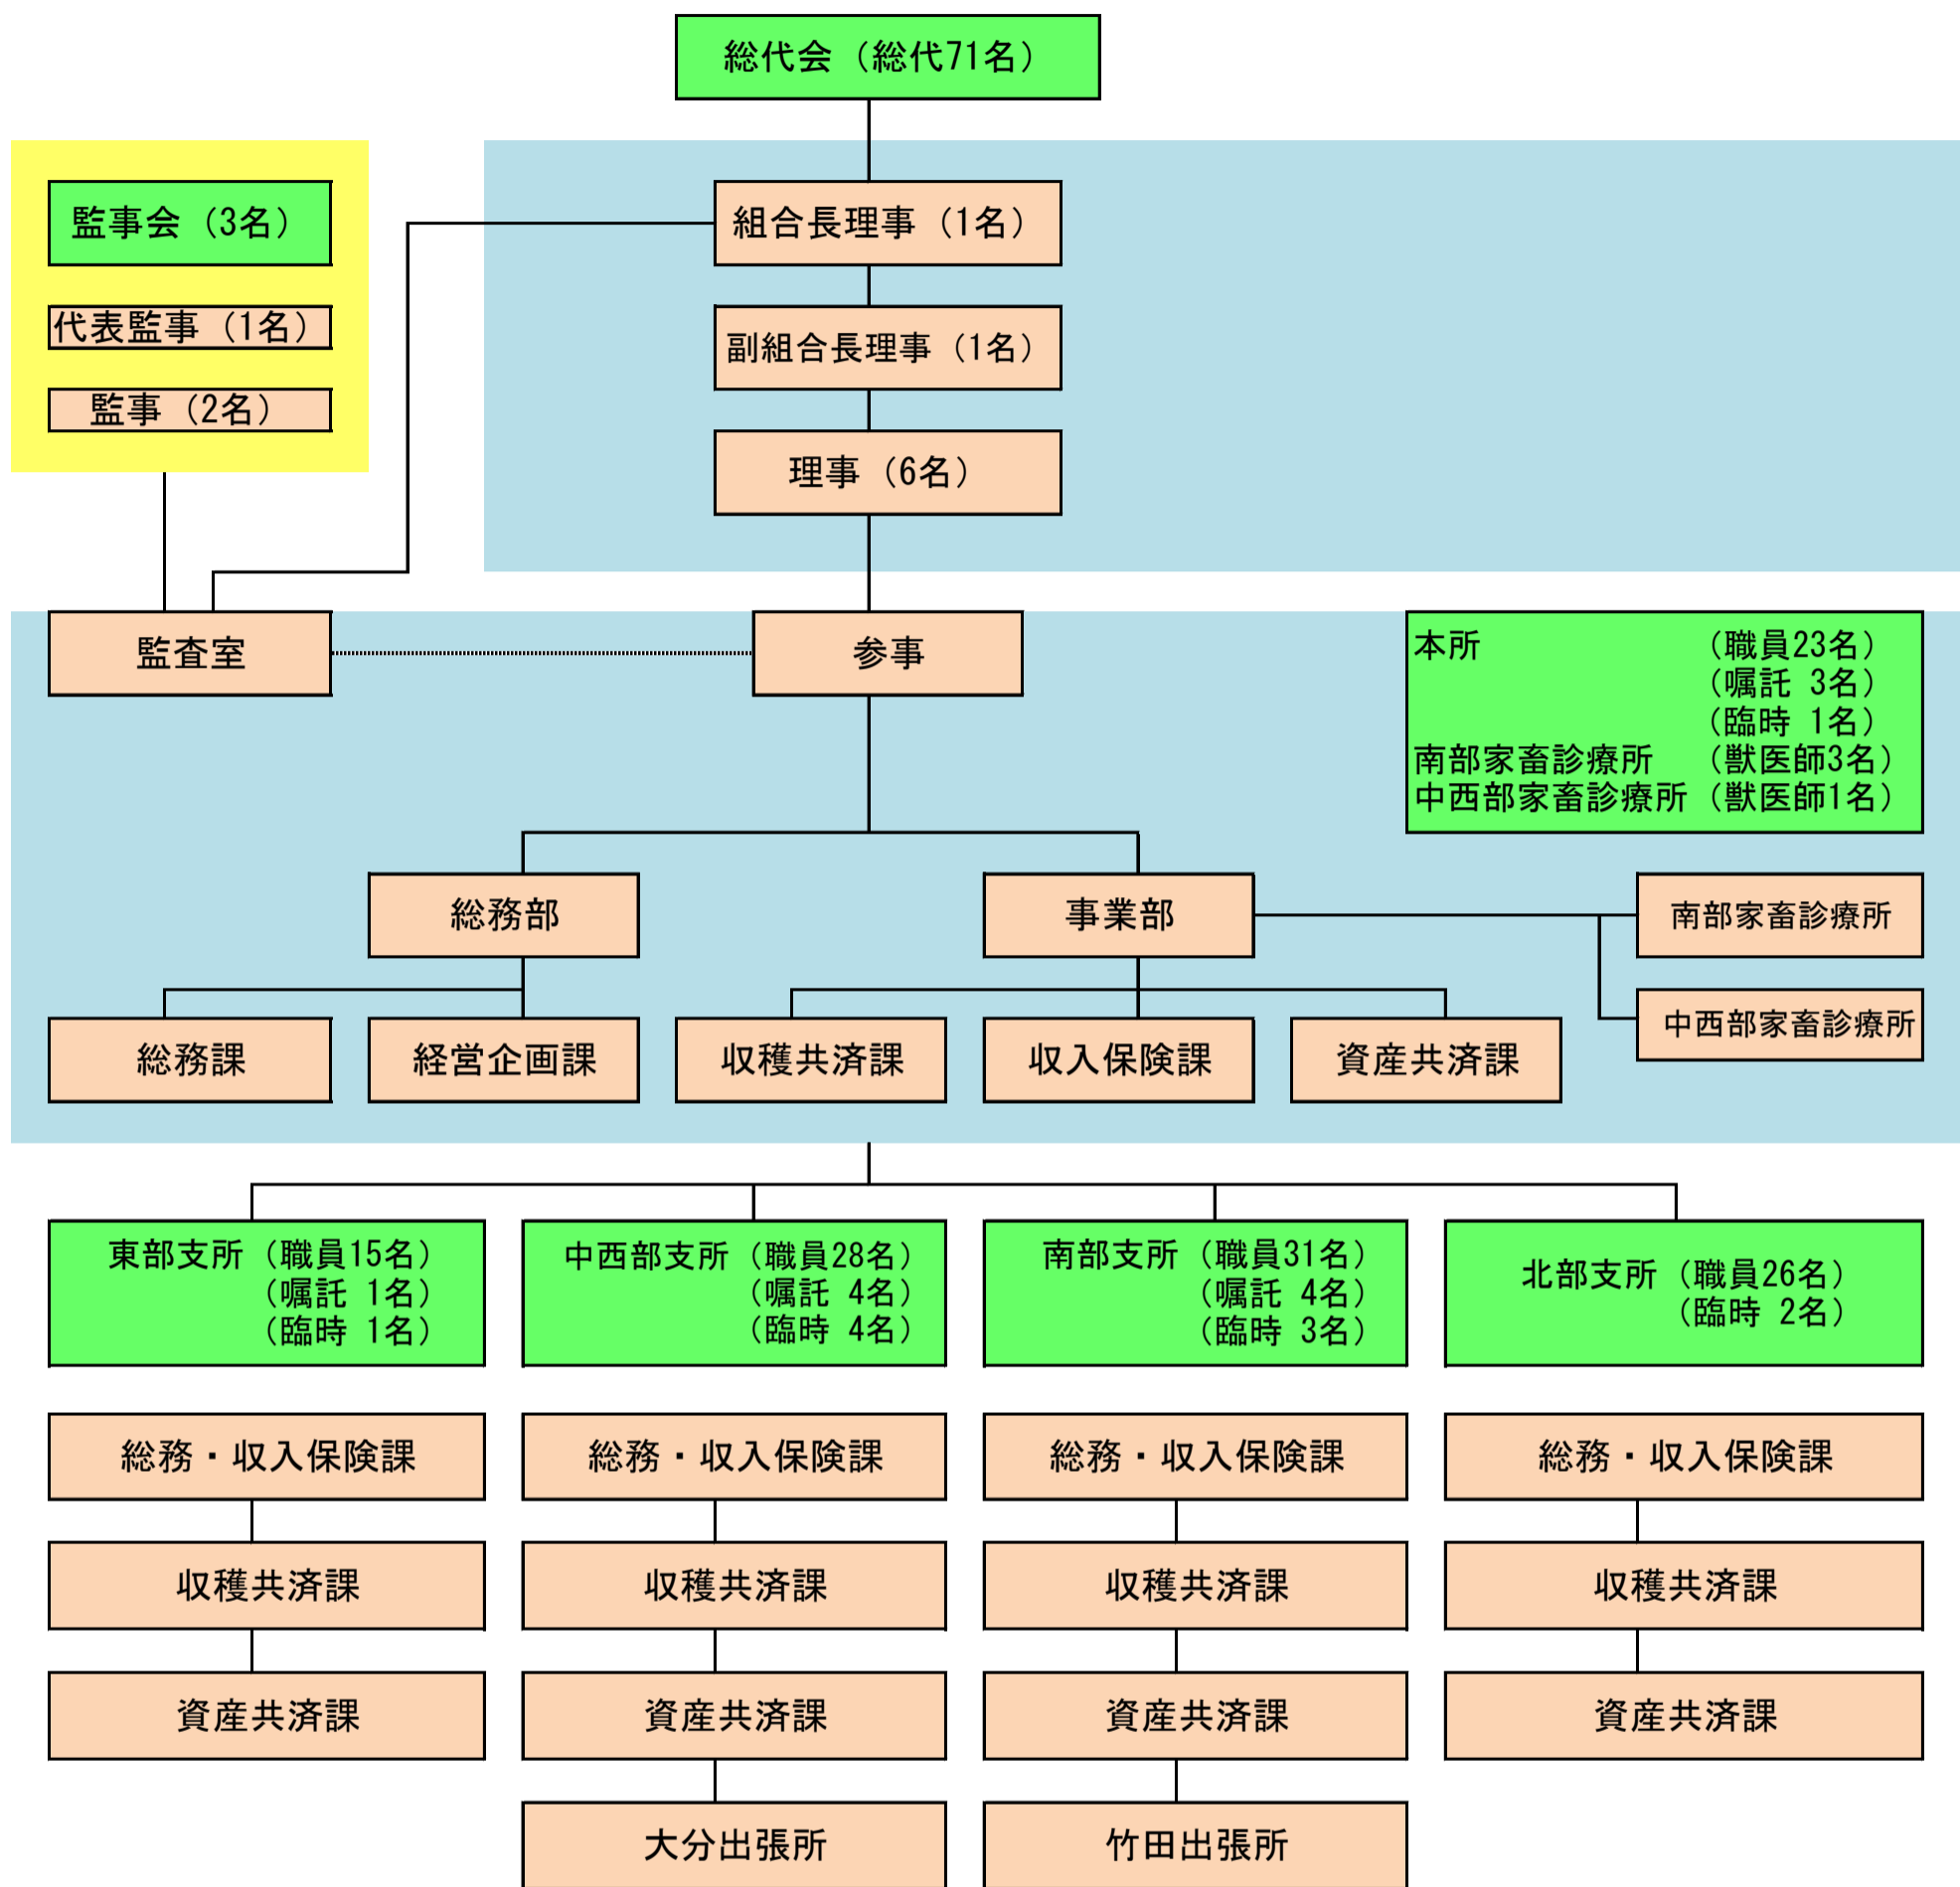 総代会（総代71名）
監事会（3名）
代表監事（1名）
監事（2名）
組合長理事（1名）
副組合長理事（1名）
理事（6名）
監査室
参事
本所　（職員23名）
（嘱託 3名）
（臨時 1名）
南部家畜診療所　（獣医師3名）
中西部家畜診療所（獣医師1名）
総務部
事業部
南部家畜診療所
中西部家畜診療所
総務課
経営企画課
収穫共済課
収入保険課
資産共済課
東部支所（職員15名）
（嘱託 1名）
（臨時 1名）
中西部支所（職員28名）
（嘱託 4名）
（臨時 4名）
南部支所（職員31名）
（嘱託 4名）
（臨時 3名）
北部支所（職員26名）
（臨時 2名）
総務・収入保険課
総務・収入保険課
総務・収入保険課
総務・収入保険課
収穫共済課
収穫共済課
収穫共済課
収穫共済課
資産共済課
資産共済課
資産共済課
資産共済課
大分出張所
竹田出張所